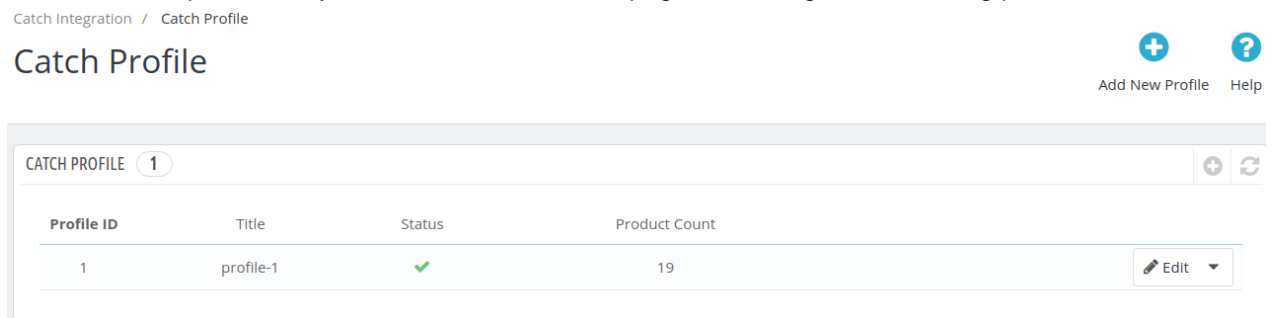 Catch Integration / Catch Profile
Catch Profile
Add New Profile Help
CATCH PROFILE 1
Profile ID Title Status Product Count
1 profile-1 19 Edit